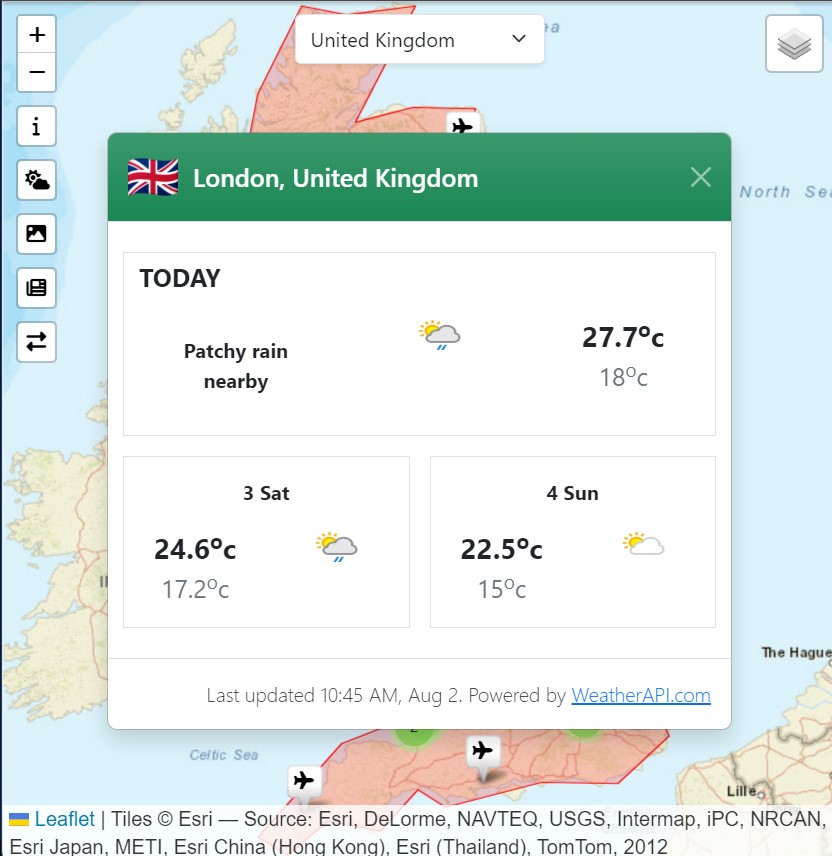 +
United Kingdom
−
i
London, United Kingdom
North
TODAY
27.7°c
Patchy rain
nearby
18°c
3 Sat
4 Sun
24.6°c
22.5°c
17.2°c
15°c
The Hague
Last updated 10:45 AM, Aug 2. Powered by WeatherAPI.com
Celtic Sea
Lille
Leaflet | Tiles © Esri — Source: Esri, DeLorme, NAVTEQ, USGS, Intermap, iPC, NRCAN,
Esri Japan, METI, Esri China (Hong Kong), Esri (Thailand), TomTom, 2012